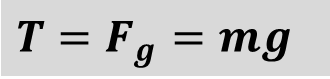 T = F_g = mg